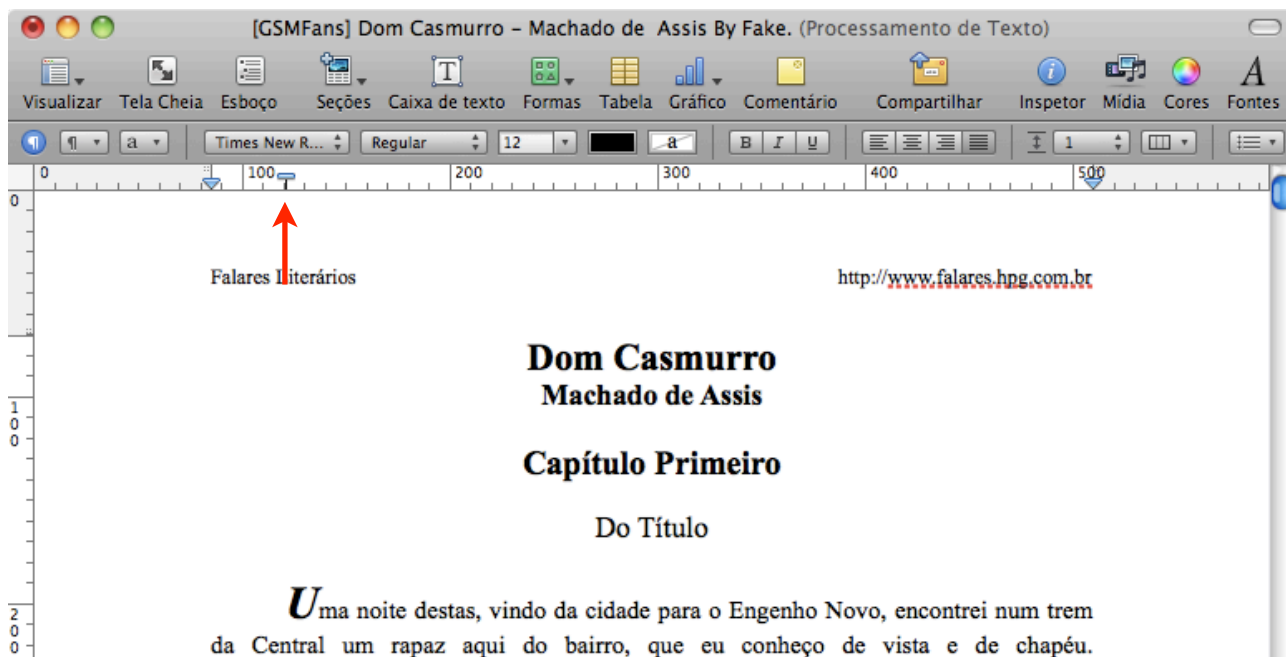 [GSMFans] Dom Casmurro – Machado de Assis By Fake. (Processamento de Texto)
Visualizar Tela Cheia Esboço Seções Caixa de texto Formas Tabela Gráfico Comentário Compartilhar Inspetor Mídia Cores Fontes
¶ ¶ a Times New R... Regular 12 a B I U 1
0 100 200 300 400 500
0
Falares Literários http://www.falares.hpg.com.br
Dom Casmurro
Machado de Assis
100
Capítulo Primeiro
Do Título
Uma noite destas, vindo da cidade para o Engenho Novo, encontrei num trem
200
da Central um rapaz aqui do bairro, que eu conheço de vista e de chapéu.